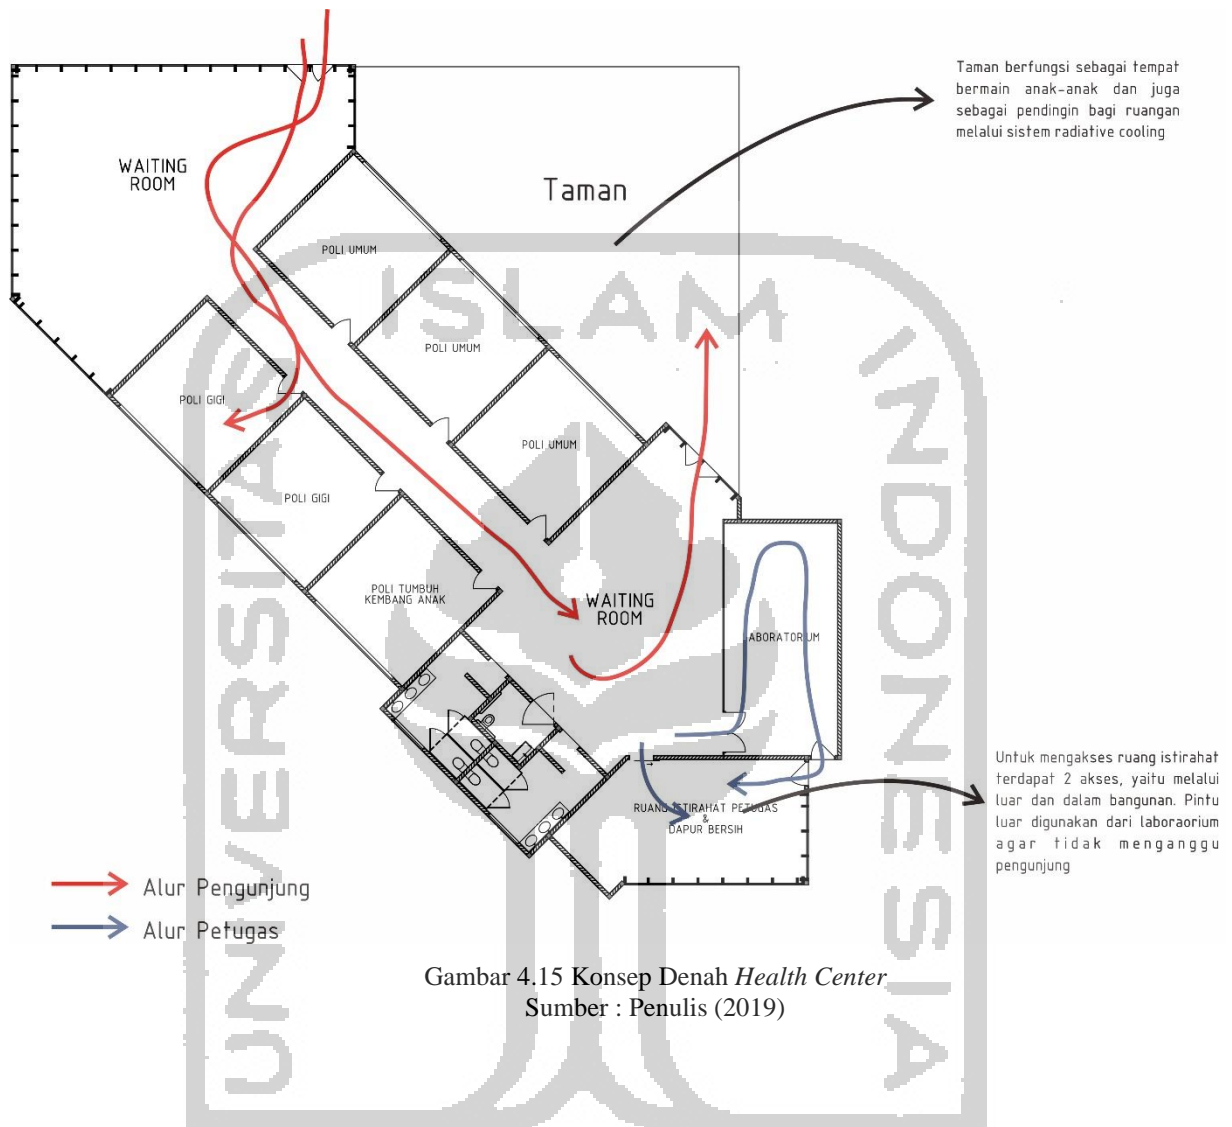 Taman berfungsi sebagai tempat
bermain anak-anak dan juga
sebagai pendingin bagi ruangan
melalui sistem radiative cooling
WAITING
ROOM
Taman
POLI UMUM
POLI UMUM
POLI UMUM
POLI GIGI
POLI GIGI
POLI TUMBUH
KEMBANG ANAK
WAITING
ROOM
LABORATORIUM
RUANG ISTIRAHAT PETUGAS
&
DAPUR BERSIH
Untuk mengakses ruang istirahat
terdapat 2 akses, yaitu melalui
luar dan dalam bangunan. Pintu
luar digunakan dari laboraorium
agar tidak menganggu
pengunjung
Alur Pengunjung
Alur Petugas
Gambar 4.15 Konsep Denah Health Center
Sumber : Penulis (2019)
UNIVERSITAS
ISLAM
INDONESIA